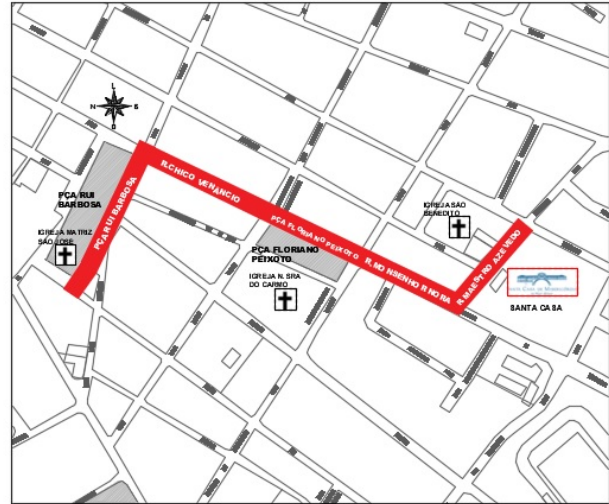 L
N S
O
R.CHICO VENÂNCIO
PÇA RUI
BARBOSA
PÇA RUI BARBOSA
IGREJA MATRIZ
SÃO JOSÉ
IGREJA SÃO
BENEDITO
PÇA FLORIANO PEIXOTO
R.MONSENHOR NORA
R.MAESTRO AZEVEDO
PÇA FLORIANO
PEIXOTO
IGREJA N. SRA
DO CARMO
SANTA CASA